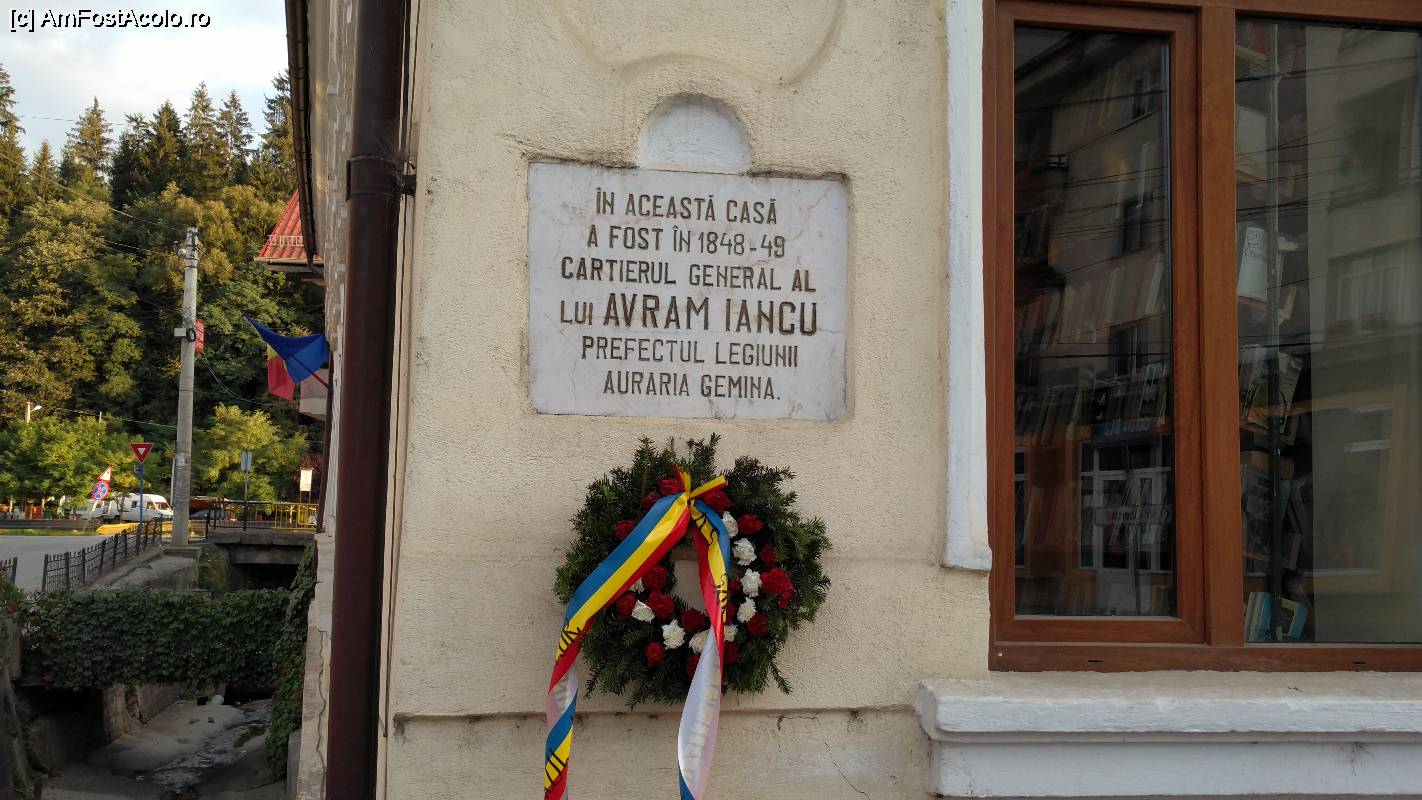 [c] AmFostAcolo.ro
ÎN ACEASTĂ CASĂ
A FOST ÎN 1848-49
CARTIERUL GENERAL AL
LUI AVRAM IANCU
PREFECTUL LEGIUNII
AURARIA GEMINA.